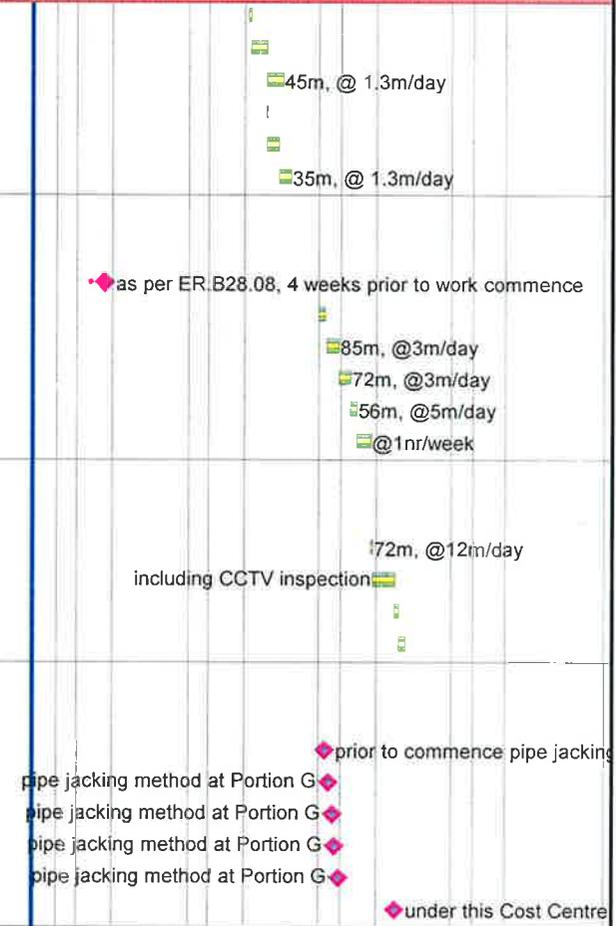 45m, @ 1.3m/day
35m, @ 1.3m/day
as per ER.B28.08, 4 weeks prior to work commence
85m, @3m/day
72m, @3m/day
56m, @5m/day
@1nr/week
72m, @12m/day
including CCTV inspection
prior to commence pipe jacking
pipe jacking method at Portion G
pipe jacking method at Portion G
pipe jacking method at Portion G
pipe jacking method at Portion G
under this Cost Centre